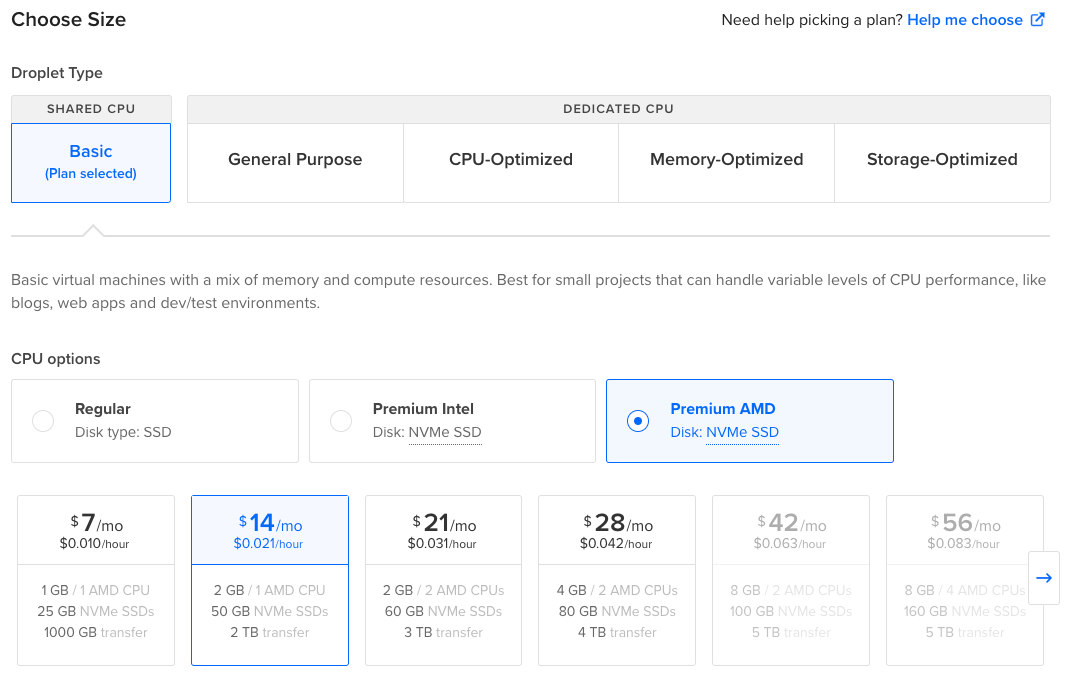 Choose Size
Need help picking a plan? Help me choose
Droplet Type
SHARED CPU
DEDICATED CPU
Basic
(Plan selected)
General Purpose
CPU-Optimized
Memory-Optimized
Storage-Optimized
Basic virtual machines with a mix of memory and compute resources. Best for small projects that can handle variable levels of CPU performance, like
blogs, web apps and dev/test environments.
CPU options
Regular
Disk type: SSD
Premium Intel
Disk: NVMe SSD
Premium AMD
Disk: NVMe SSD
$7/mo
$0.010/hour
1 GB / 1 AMD CPU
25 GB NVMe SSDs
1000 GB transfer
$14/mo
$0.021/hour
2 GB / 1 AMD CPU
50 GB NVMe SSDs
2 TB transfer
$21/mo
$0.031/hour
2 GB / 2 AMD CPUs
60 GB NVMe SSDs
3 TB transfer
$28/mo
$0.042/hour
4 GB / 2 AMD CPUs
80 GB NVMe SSDs
4 TB transfer
$42/mo
$0.063/hour
8 GB / 2 AMD CPUs
100 GB NVMe SSDs
5 TB transfer
$56/mo
$0.083/hour
8 GB / 4 AMD CPUs
160 GB NVMe SSDs
5 TB transfer